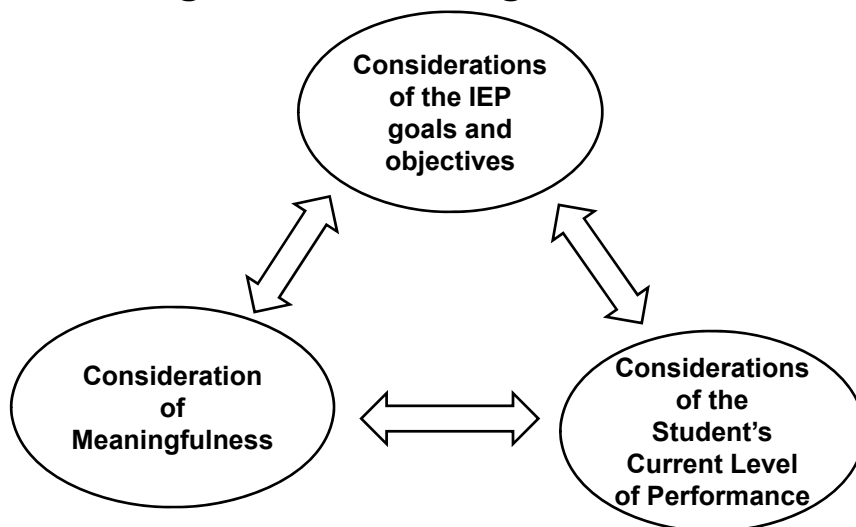 Considerations
of the IEP
goals and
objectives
Consideration
of
Meaningfulness
Considerations
of the
Student’s
Current Level
of Performance